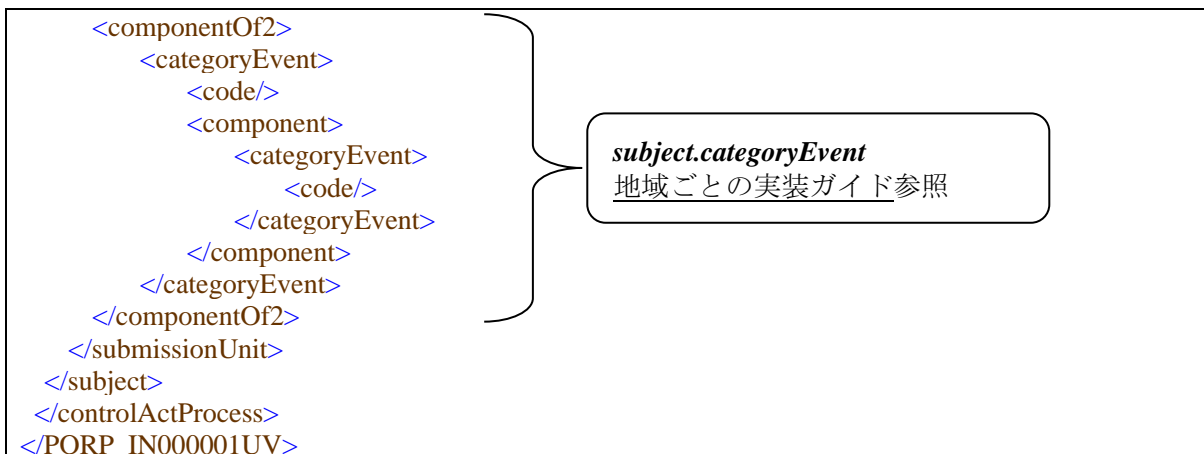 <componentOf2>
<categoryEvent>
<code/>
<component>
<categoryEvent>
<code/>
</categoryEvent>
</component>
</categoryEvent>
</componentOf2>
</submissionUnit>
</subject>
</controlActProcess>
</PORP_IN000001UV>
subject.categoryEvent
地域ごとの実装ガイド参照